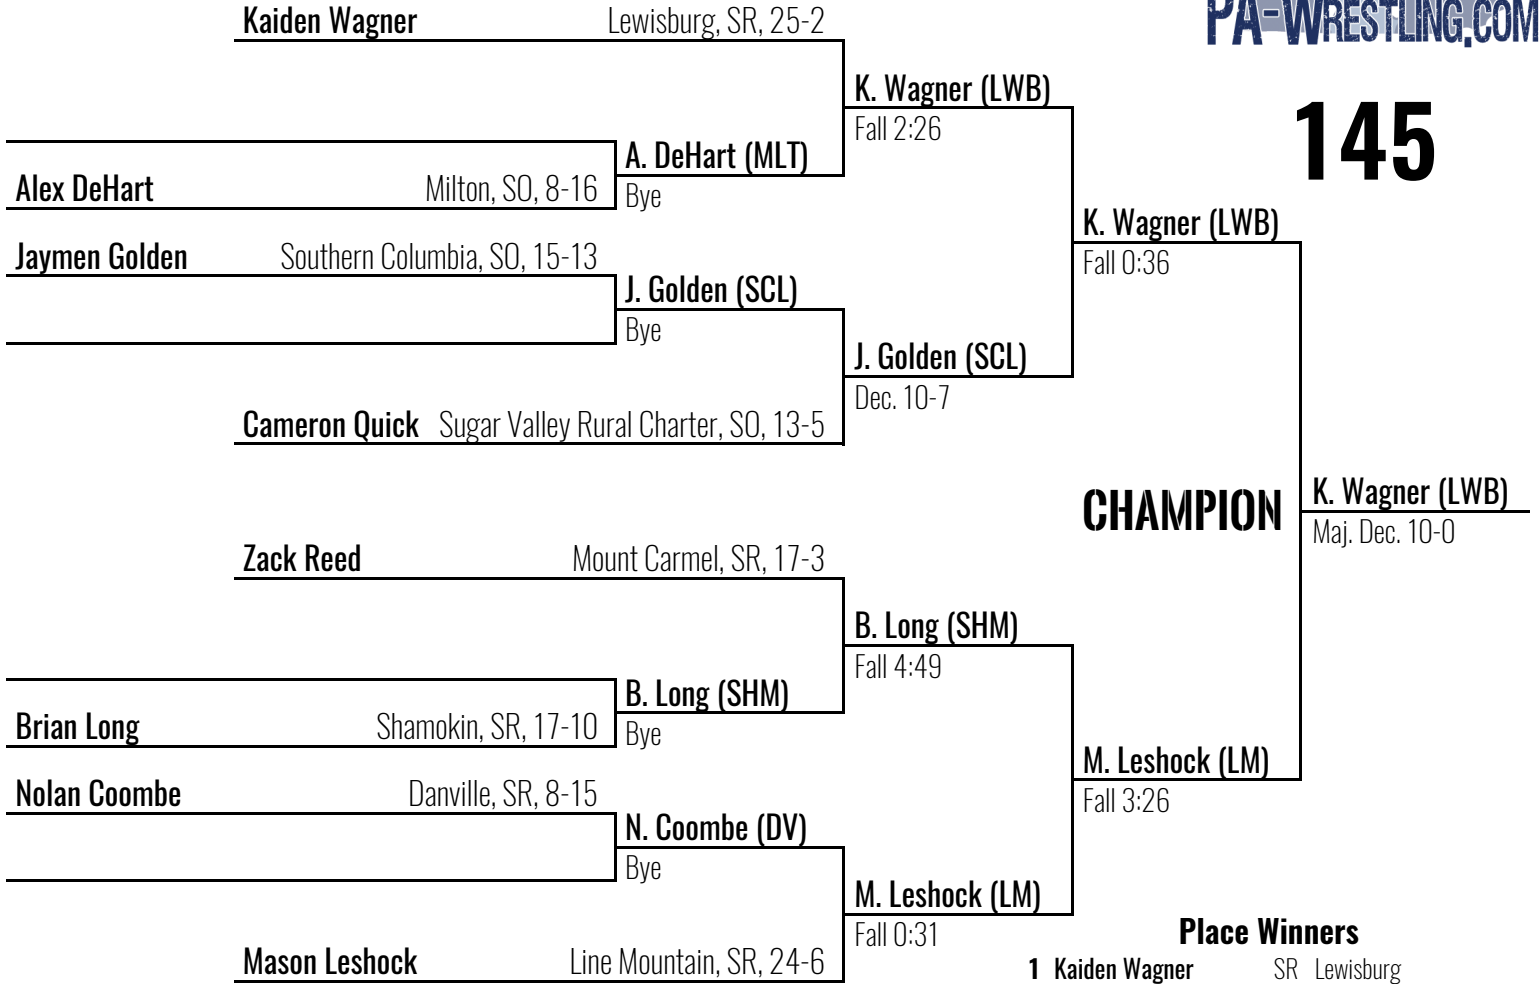 PA-WRESTLING.COM
Kaiden Wagner Lewisburg, SR, 25-2
K. Wagner (LWB)
Fall 2:26
145
A. DeHart (MLT)
Alex DeHart Milton, SO, 8-16
Bye
K. Wagner (LWB)
Fall 0:36
Jaymen Golden Southern Columbia, SO, 15-13
J. Golden (SCL)
Bye
J. Golden (SCL)
Dec. 10-7
Cameron Quick Sugar Valley Rural Charter, SO, 13-5
CHAMPION
K. Wagner (LWB)
Maj. Dec. 10-0
Zack Reed Mount Carmel, SR, 17-3
B. Long (SHM)
Fall 4:49
B. Long (SHM)
Brian Long Shamokin, SR, 17-10
Bye
M. Leshock (LM)
Fall 3:26
Nolan Coombe Danville, SR, 8-15
N. Coombe (DV)
Bye
M. Leshock (LM)
Fall 0:31
Mason Leshock Line Mountain, SR, 24-6
Place Winners
1 Kaiden Wagner SR Lewisburg